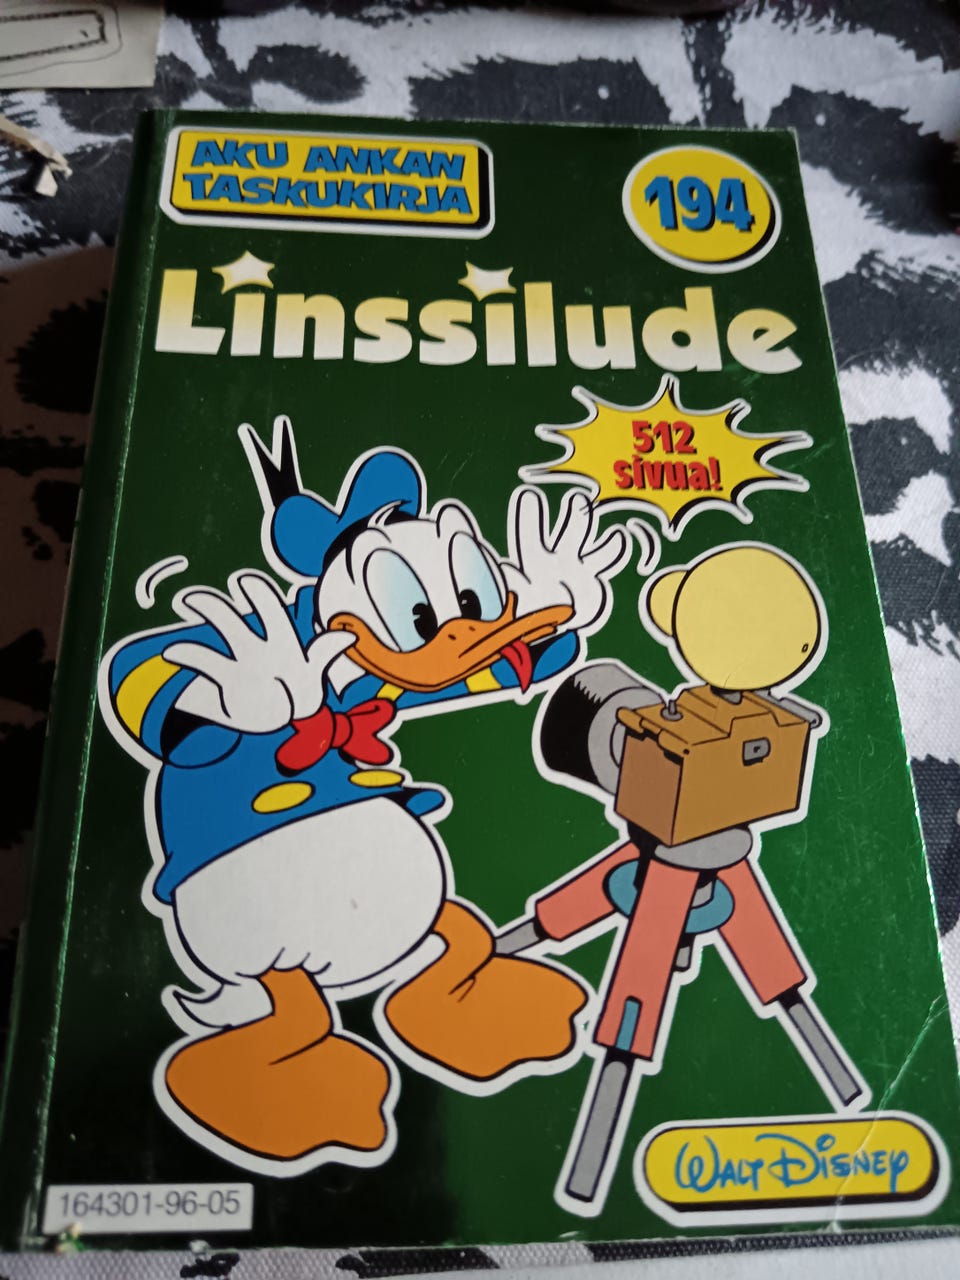 AKU ANKAN
TASKUKIRJA
194
Linssilude
512
sivua!
WALT DISNEY
164301-96-05